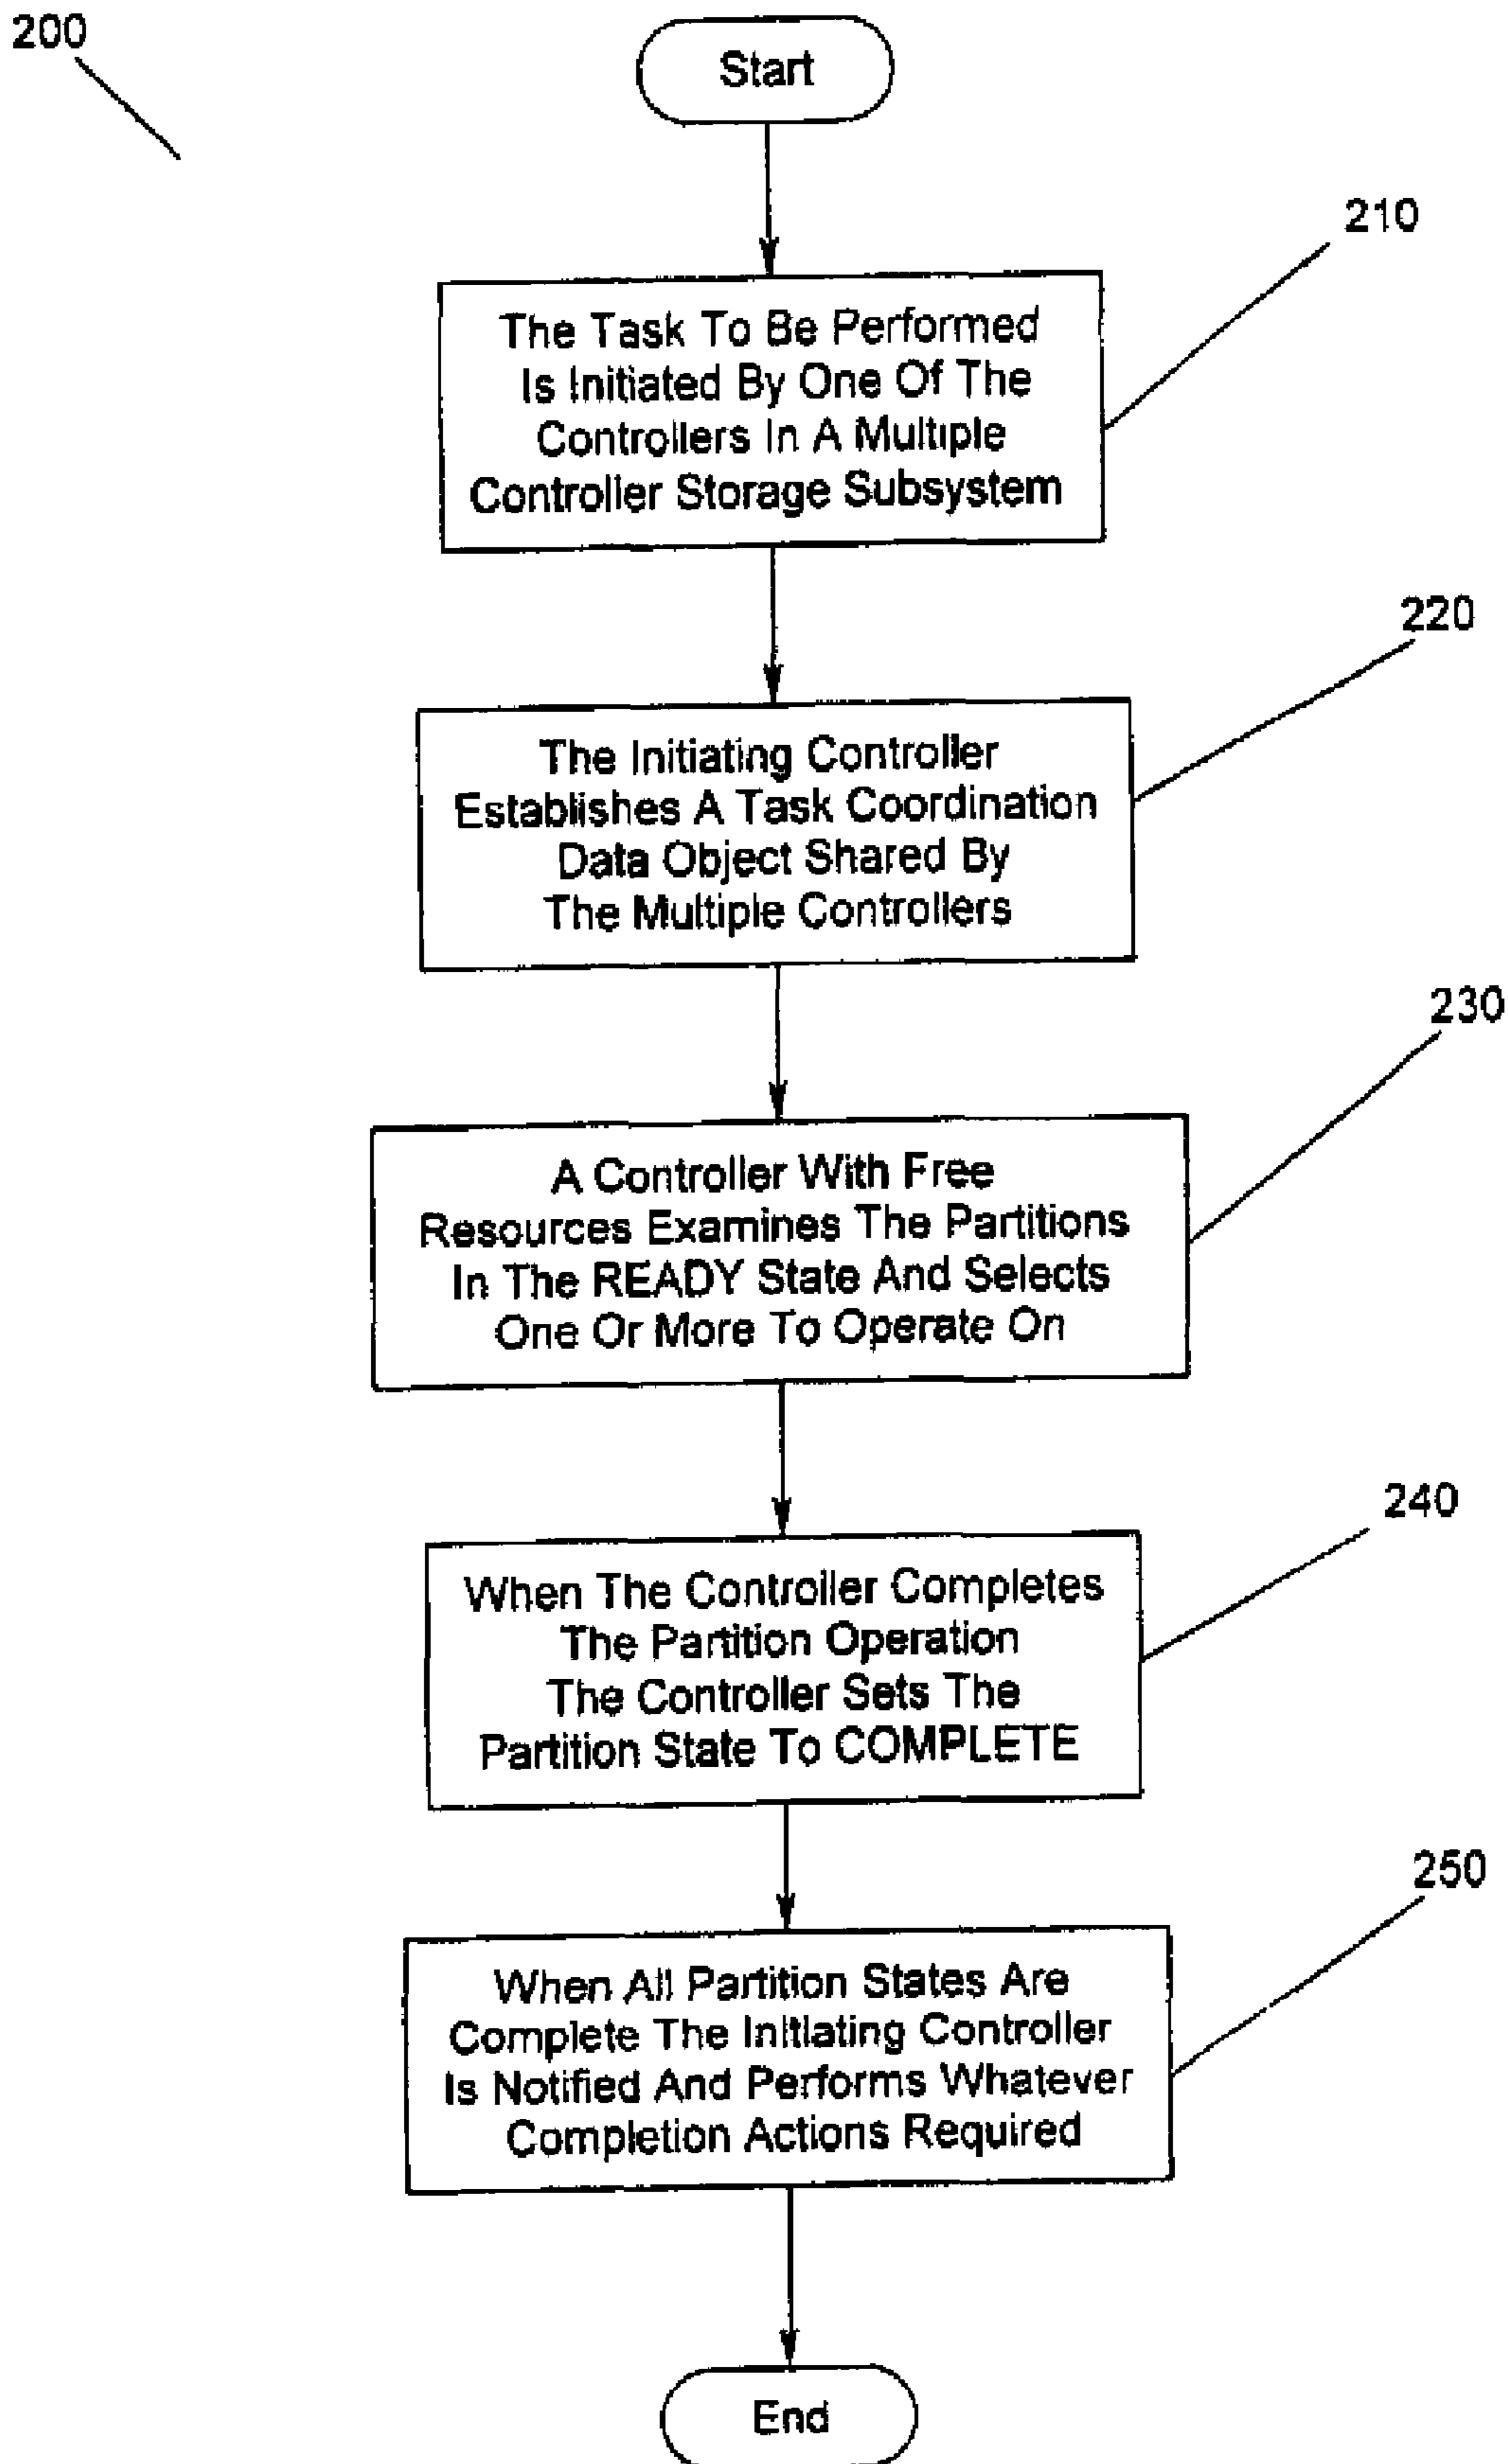 200
Start
210
The Task To Be Performed
Is Initiated By One Of The
Controllers In A Multiple
Controller Storage Subsystem
220
The Initiating Controller
Establishes A Task Coordination
Data Object Shared By
The Multiple Controllers
230
A Controller With Free
Resources Examines The Partitions
In The READY State And Selects
One Or More To Operate On
240
When The Controller Completes
The Partition Operation
The Controller Sets The
Partition State To COMPLETE
250
When All Partition States Are
Complete The Initiating Controller
Is Notified And Performs Whatever
Completion Actions Required
End